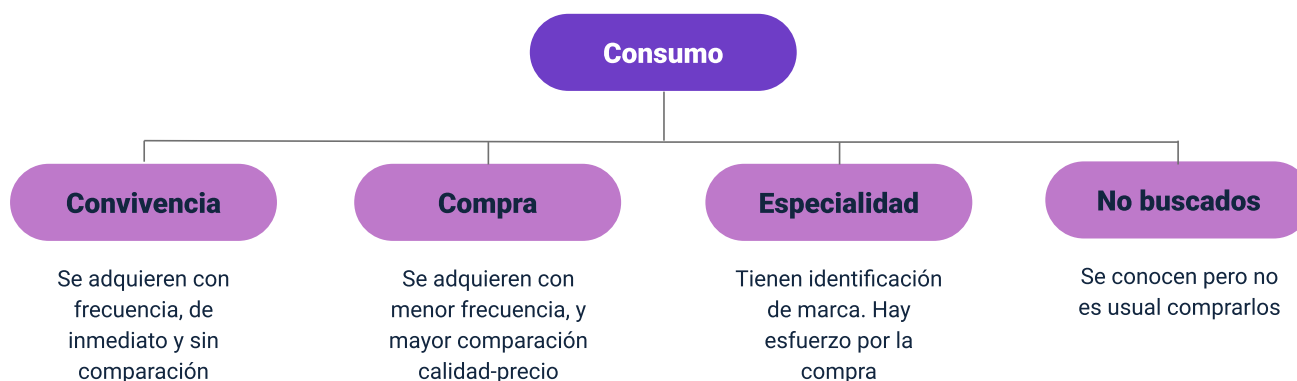 Consumo
Convivencia
Compra
Especialidad
No buscados
Se adquieren con
frecuencia, de
inmediato y sin
comparación
Se adquieren con
menor frecuencia, y
mayor comparación
calidad-precio
Tienen identificación
de marca. Hay
esfuerzo por la
compra
Se conocen pero no
es usual comprarlos